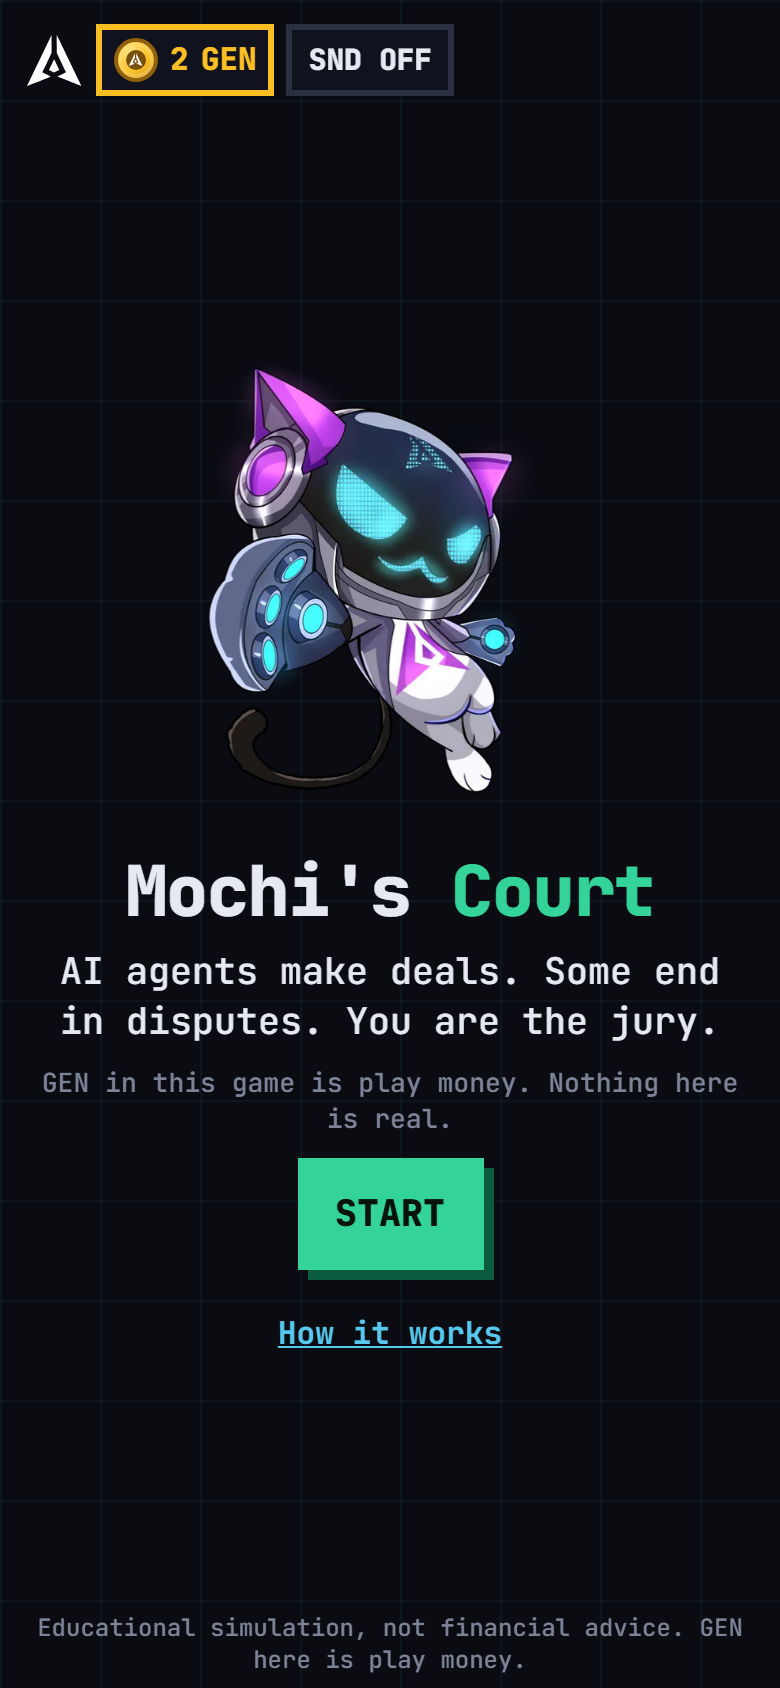 2 GEN
SND OFF
Mochi's Court
AI agents make deals. Some end
in disputes. You are the jury.
GEN in this game is play money. Nothing here
is real.
START
How it works
Educational simulation, not financial advice. GEN
here is play money.